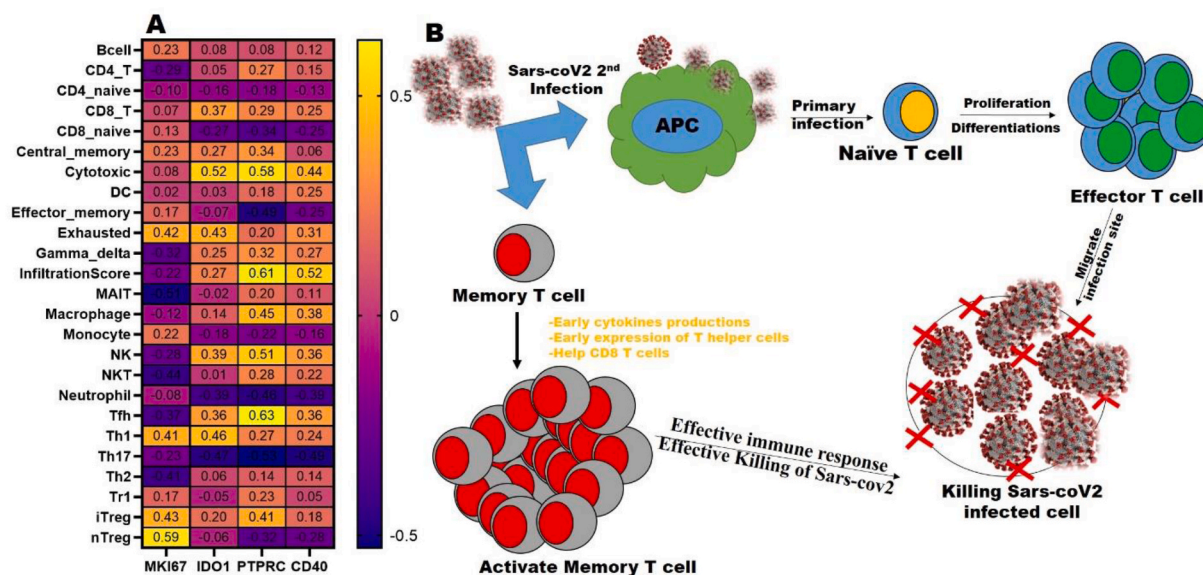 A
Bcell 0.23 0.08 0.08 0.12
CD4_T -0.29 0.05 0.27 0.15
CD4_naive -0.10 -0.16 -0.18 -0.13
CD8_T 0.07 0.37 0.29 0.25
CD8_naive 0.13 -0.27 -0.34 -0.25
Central_memory 0.23 0.27 0.34 0.06
Cytotoxic 0.08 0.52 0.58 0.44
DC 0.02 0.03 0.18 0.25
Effector_memory 0.17 -0.07 -0.25
Exhausted 0.42 0.43 0.20 0.31
Gamma_delta -0.32 0.25 0.32 0.27
InfiltrationScore -0.22 0.27 0.61 0.52
MAIT -0.51 -0.02 0.20 0.11
Macrophage -0.12 0.14 0.45 0.38
Monocyte 0.22 -0.18 -0.22 -0.16
NK -0.28 0.39 0.51 0.36
NKT -0.44 0.01 0.28 0.22
Neutrophil -0.08 -0.39 -0.46
Tfh -0.37 0.36 0.63 0.36
Th1 0.41 0.46 0.27 0.24
Th17 -0.23 -0.47 -0.53 -0.49
Th2 -0.41 0.06 0.14 0.14
Tr1 0.17 -0.05 0.23 0.05
iTreg 0.43 0.20 0.41 0.18
nTreg 0.59 -0.06 -0.32 -0.28
MKI67 IDO1 PTPRC CD40
0.5
0
-0.5
B
Sars-coV2 2nd
Infection
APC
Primary
infection
Naïve T cell
Proliferation
Differentiations
Effector T cell
Migrate
infection site
Memory T cell
-Early cytokines productions
-Early expression of T helper cells
-Help CD8 T cells
Activate Memory T cell
Effective immune response
Effective Killing of Sars-cov2
Killing Sars-coV2
infected cell